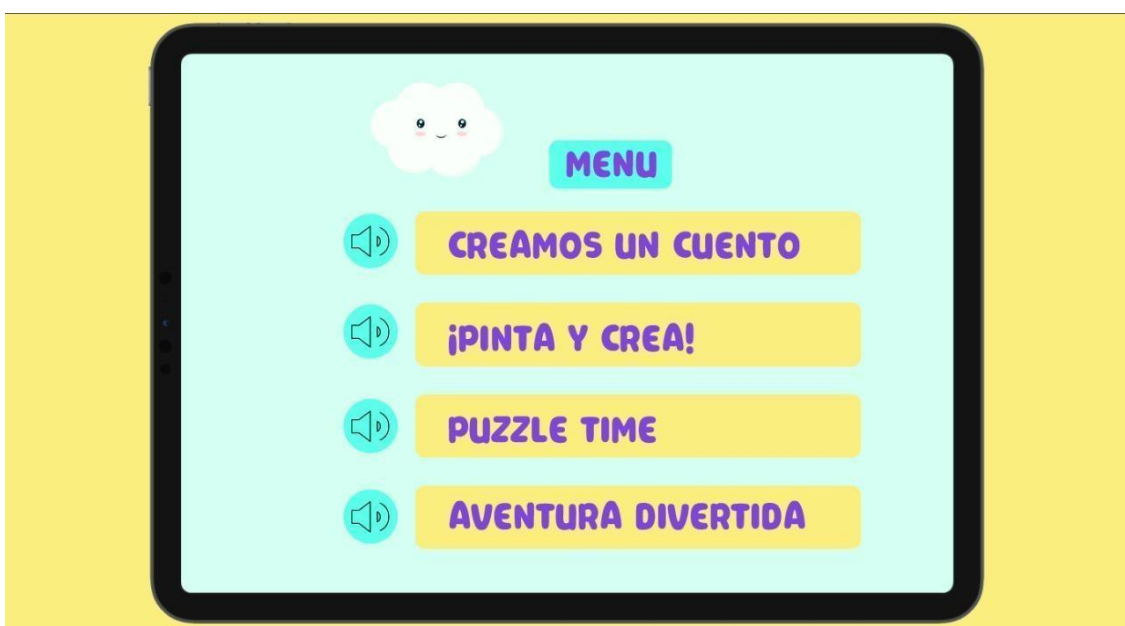 MENU
CREAMOS UN CUENTO
¡PINTA Y CREA!
PUZZLE TIME
AVENTURA DIVERTIDA